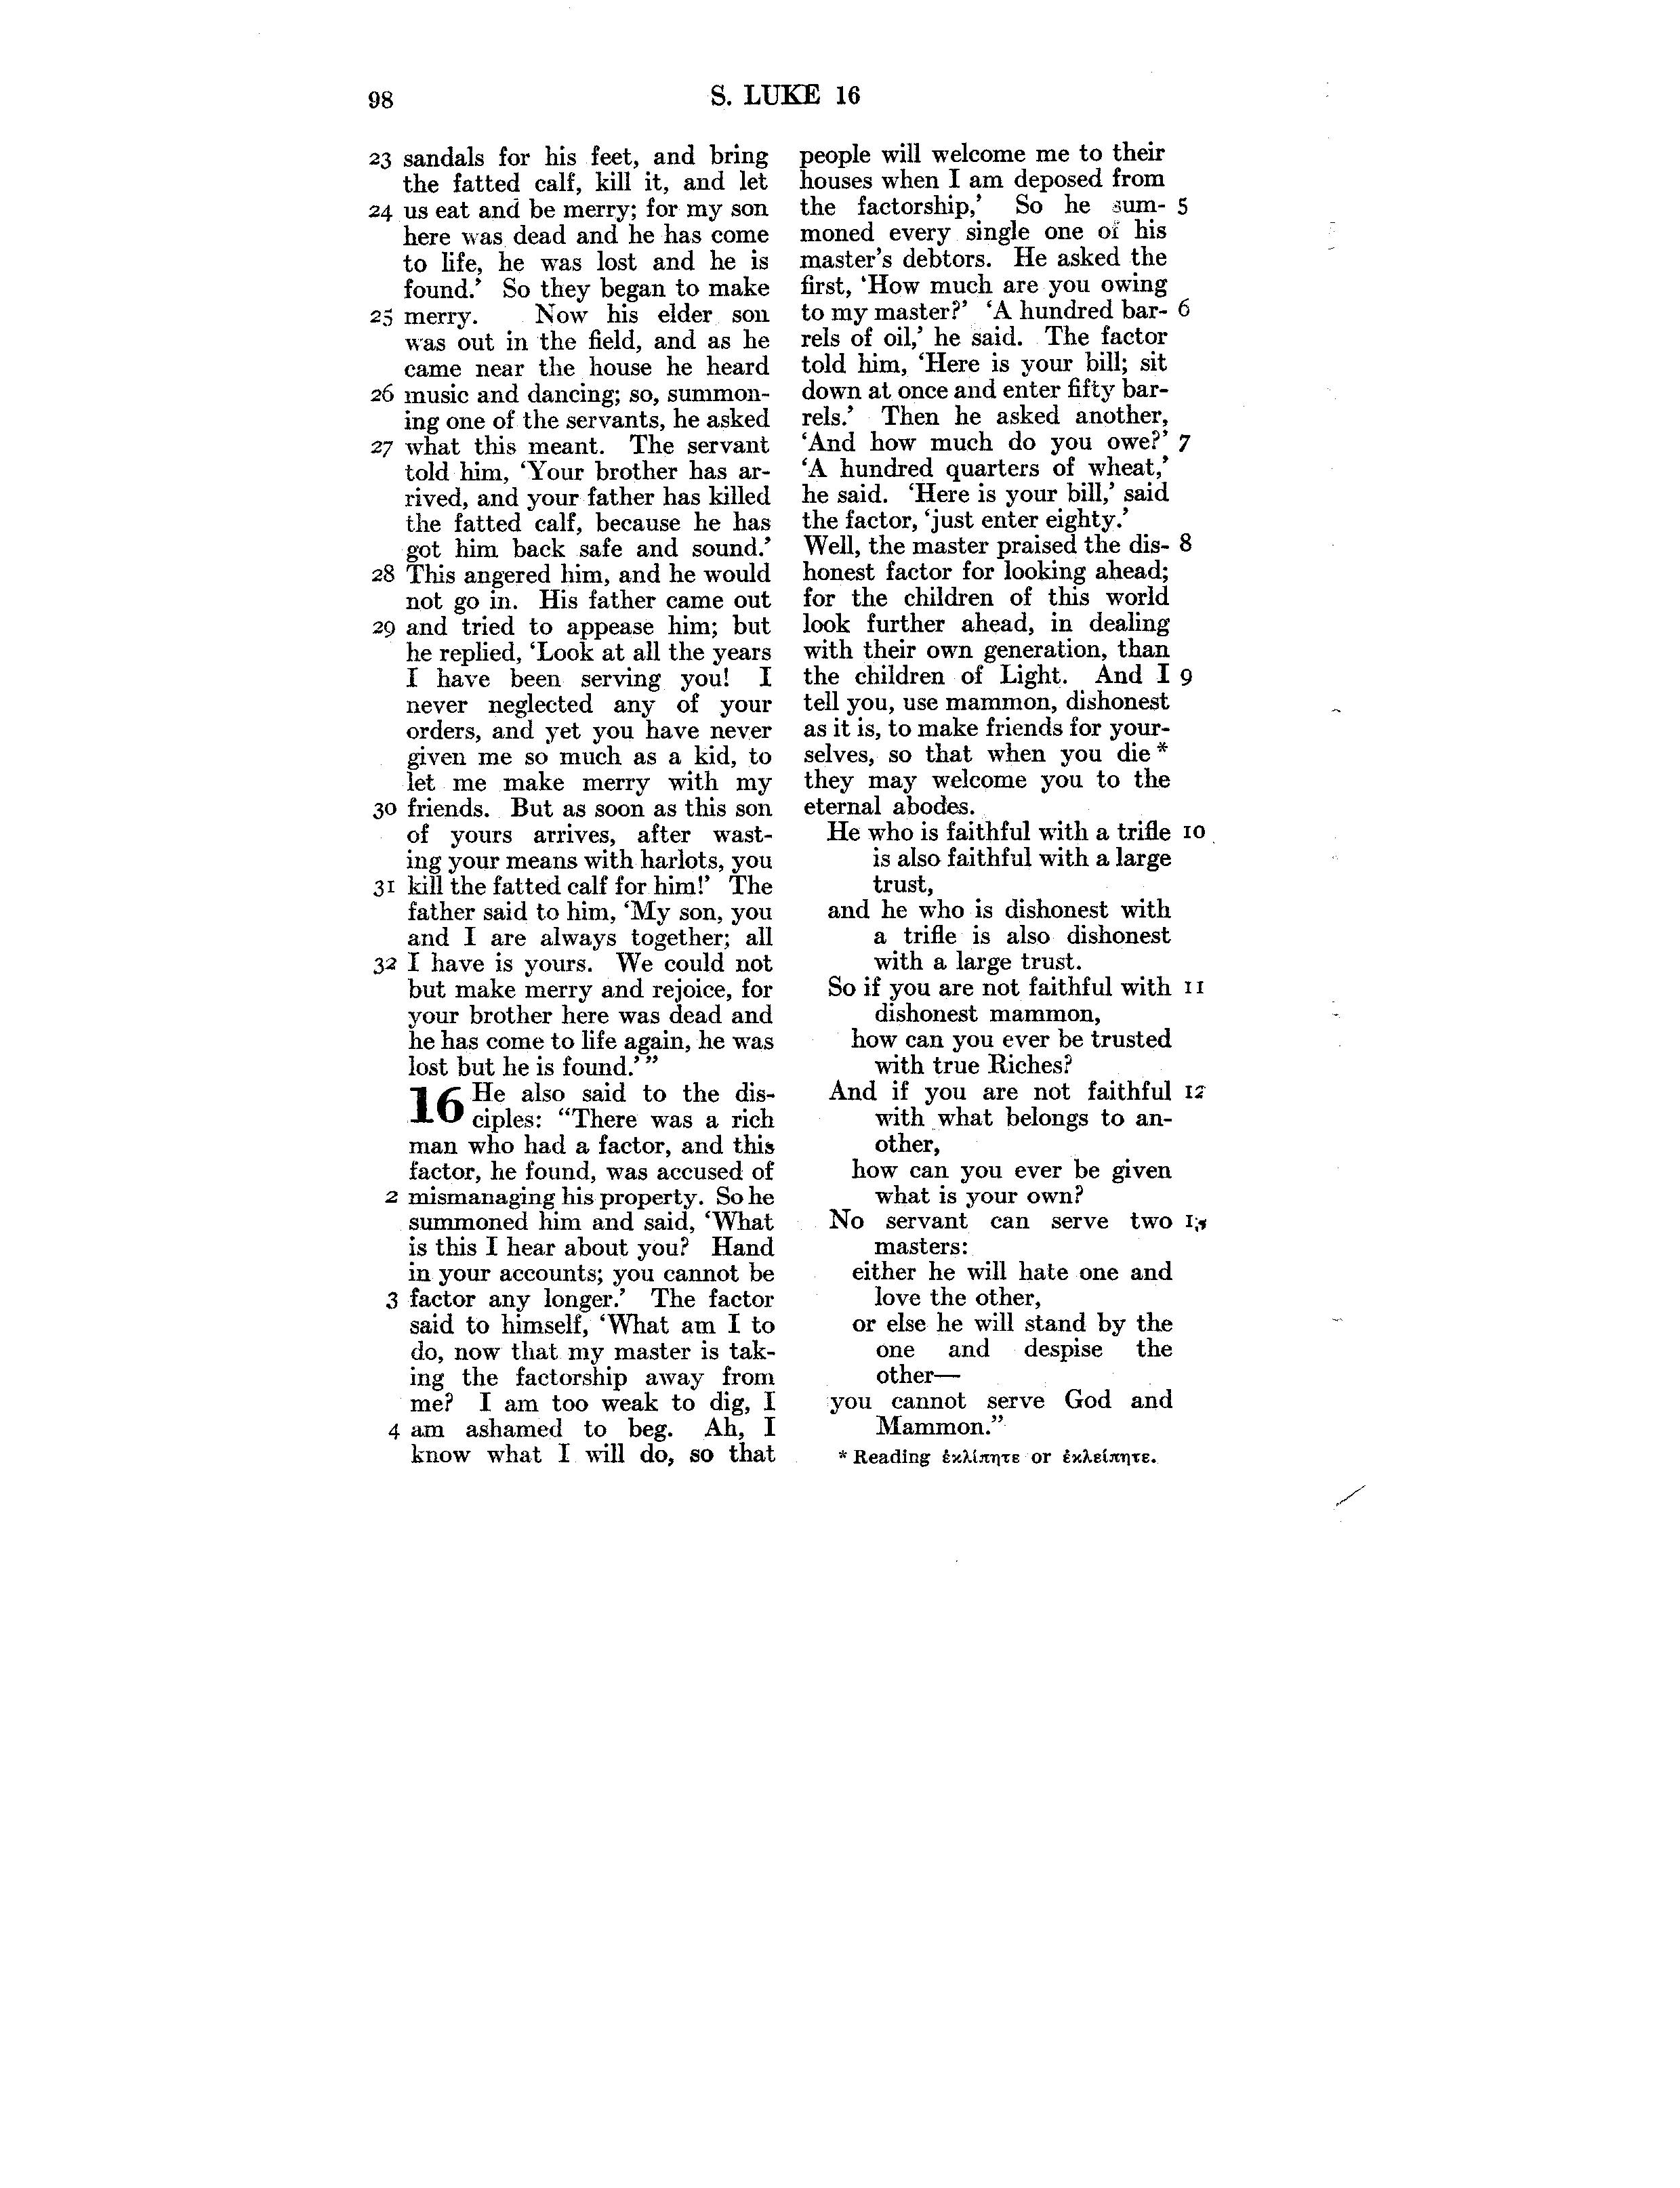 98
S. LUKE 16
23 sandals for his feet, and bring
the fatted calf, kill it, and let
24 us eat and be merry; for my son
here was dead and he has come
to life, he was lost and he is
found.’ So they began to make
25 merry. Now his elder son
was out in the field, and as he
came near the house he heard
26 music and dancing; so, summon-
ing one of the servants, he asked
27 what this meant. The servant
told him, ‘Your brother has ar-
rived, and your father has killed
the fatted calf, because he has
got him back safe and sound.’
28 This angered him, and he would
not go in. His father came out
29 and tried to appease him; but
he replied, ‘Look at all the years
I have been serving you! I
never neglected any of your
orders, and yet you have never
given me so much as a kid, to
let me make merry with my
30 friends. But as soon as this son
of yours arrives, after wast-
ing your means with harlots, you
31 kill the fatted calf for him!’ The
father said to him, ‘My son, you
and I are always together; all
32 I have is yours. We could not
but make merry and rejoice, for
your brother here was dead and
he has come to life again, he was
lost but he is found.’”
16 He also said to the dis-
ciples: “There was a rich
man who had a factor, and this
factor, he found, was accused of
2 mismanaging his property. So he
summoned him and said, ‘What
is this I hear about you? Hand
in your accounts; you cannot be
3 factor any longer.’ The factor
said to himself, ‘What am I to
do, now that my master is tak-
ing the factorship away from
me? I am too weak to dig, I
4 am ashamed to beg. Ah, I
know what I will do, so that
people will welcome me to their
houses when I am deposed from
the factorship,’ So he sum- 5
moned every single one of his
master’s debtors. He asked the
first, ‘How much are you owing
to my master?’ ‘A hundred bar- 6
rels of oil,’ he said. The factor
told him, ‘Here is your bill; sit
down at once and enter fifty bar-
rels.’ Then he asked another,
‘And how much do you owe?’ 7
‘A hundred quarters of wheat,’
he said. ‘Here is your bill,’ said
the factor, ‘just enter eighty.’
Well, the master praised the dis- 8
honest factor for looking ahead;
for the children of this world
look further ahead, in dealing
with their own generation, than
the children of Light. And I 9
tell you, use mammon, dishonest
as it is, to make friends for your-
selves, so that when you die*
they may welcome you to the
eternal abodes.
He who is faithful with a trifle 10
is also faithful with a large
trust,
and he who is dishonest with
a trifle is also dishonest
with a large trust.
So if you are not faithful with 11
dishonest mammon,
how can you ever be trusted
with true Riches?
And if you are not faithful 12
with what belongs to an-
other,
how can you ever be given
what is your own?
No servant can serve two 13
masters:
either he will hate one and
love the other,
or else he will stand by the
one and despise the
other—
you cannot serve God and
Mammon.”
* Reading ἐκλίπητε or ἐκλείπητε.